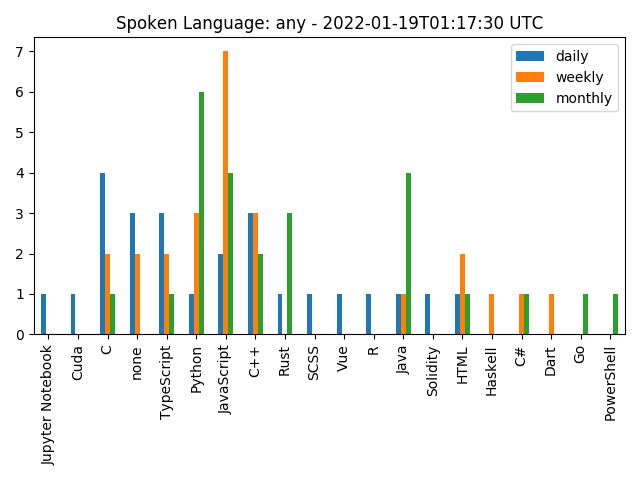 Spoken Language: any - 2022-01-19T01:17:30 UTC
daily
weekly
monthly
7
6
5
4
3
2
1
0
Jupyter Notebook
Cuda
C
none
TypeScript
Python
JavaScript
C++
Rust
SCSS
Vue
R
Java
Solidity
HTML
Haskell
C#
Dart
Go
PowerShell